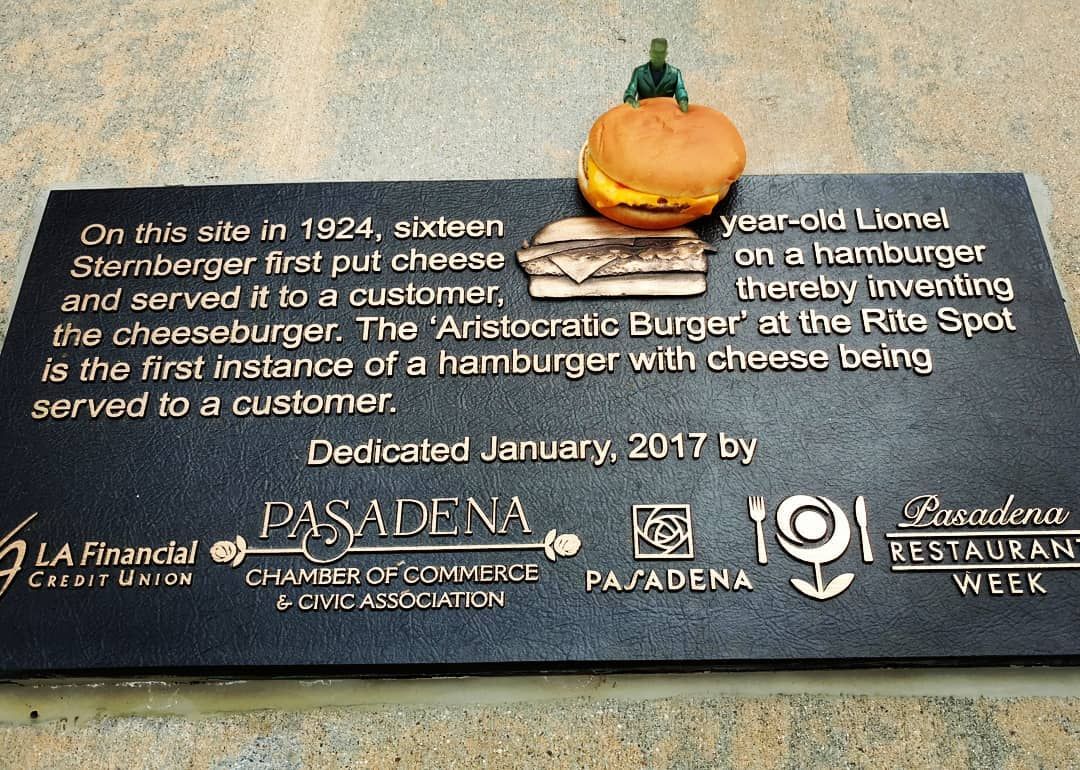 On this site in 1924, sixteen year-old Lionel
Sternberger first put cheese on a hamburger
and served it to a customer, thereby inventing
the cheeseburger. The ‘Aristocratic Burger’ at the Rite Spot
is the first instance of a hamburger with cheese being
served to a customer.
Dedicated January, 2017 by
LA Financial
CREDIT UNION
PASADENA
CHAMBER OF COMMERCE
& CIVIC ASSOCIATION
PASADENA
Pasadena
RESTAURANT
WEEK